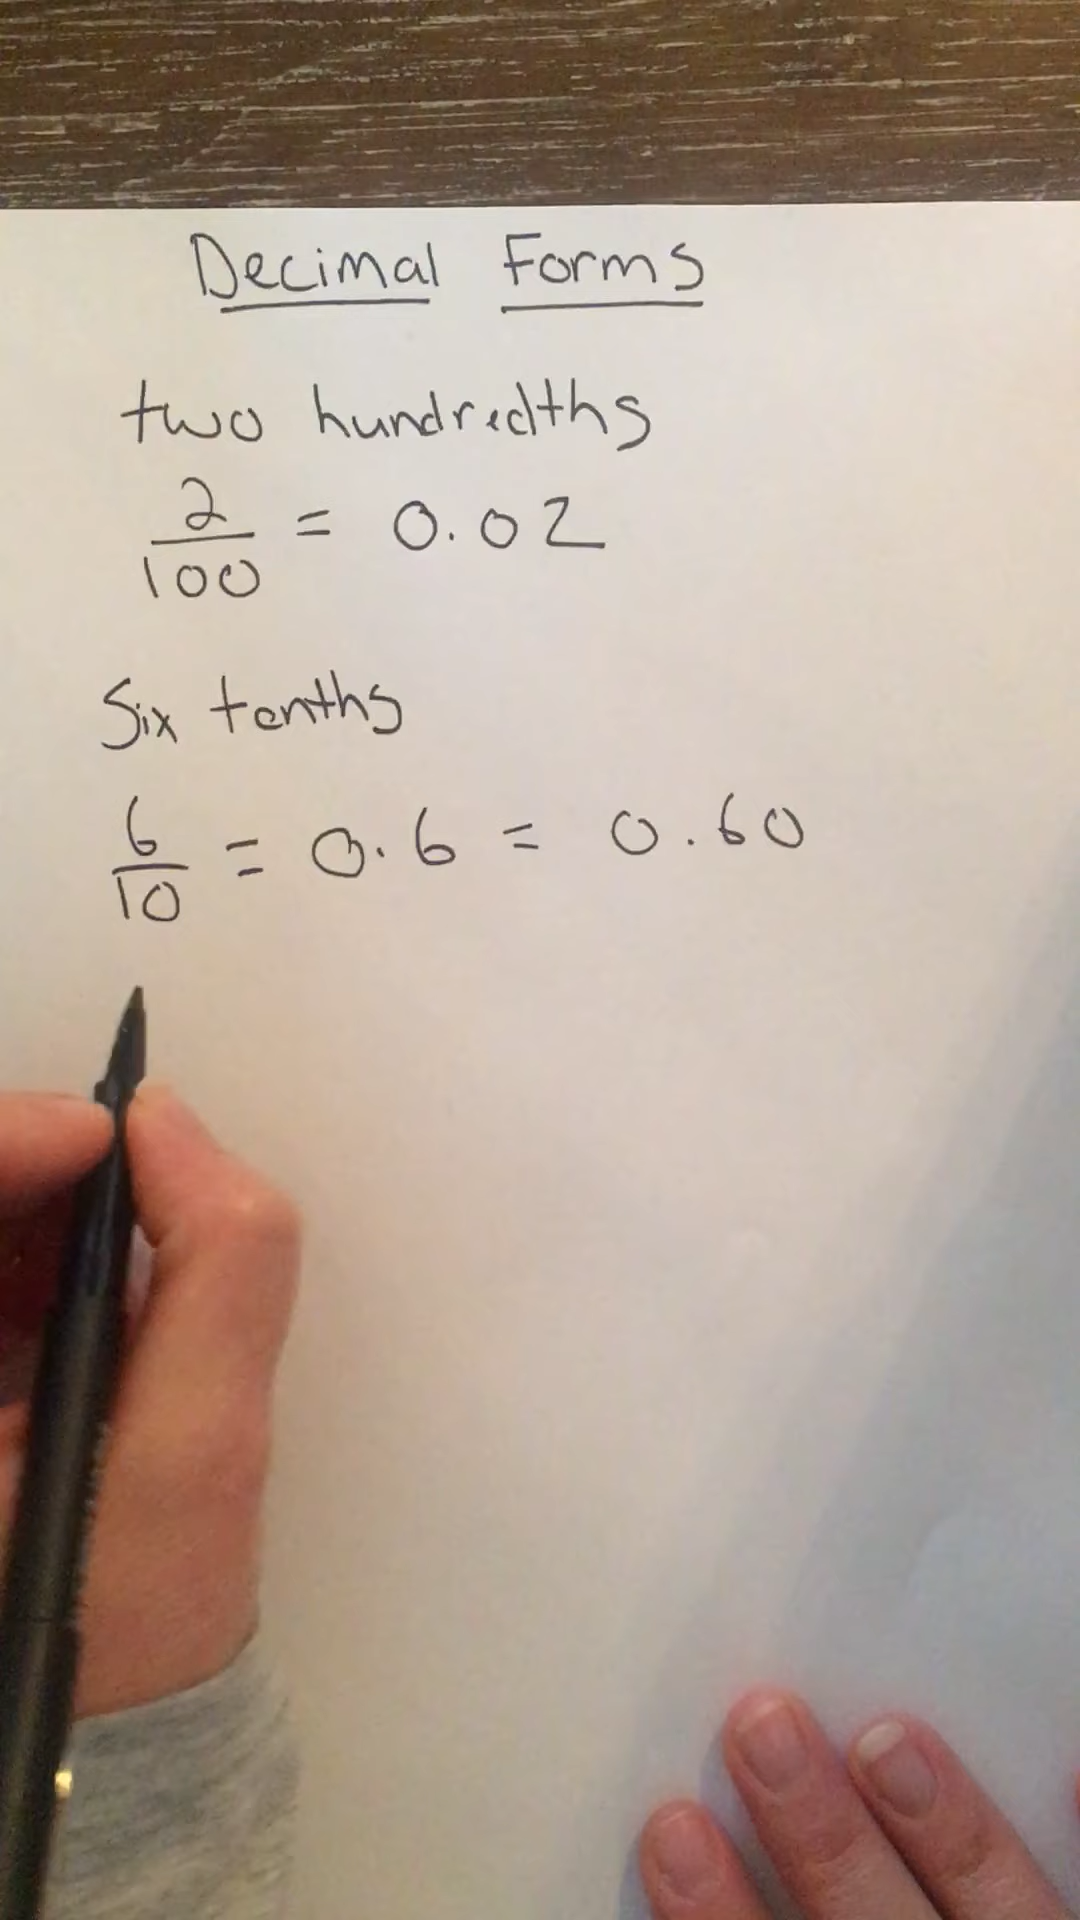 Decimal Forms
two hundredths
2/100 = 0.02
Six tenths
6/10 = 0.6 = 0.60